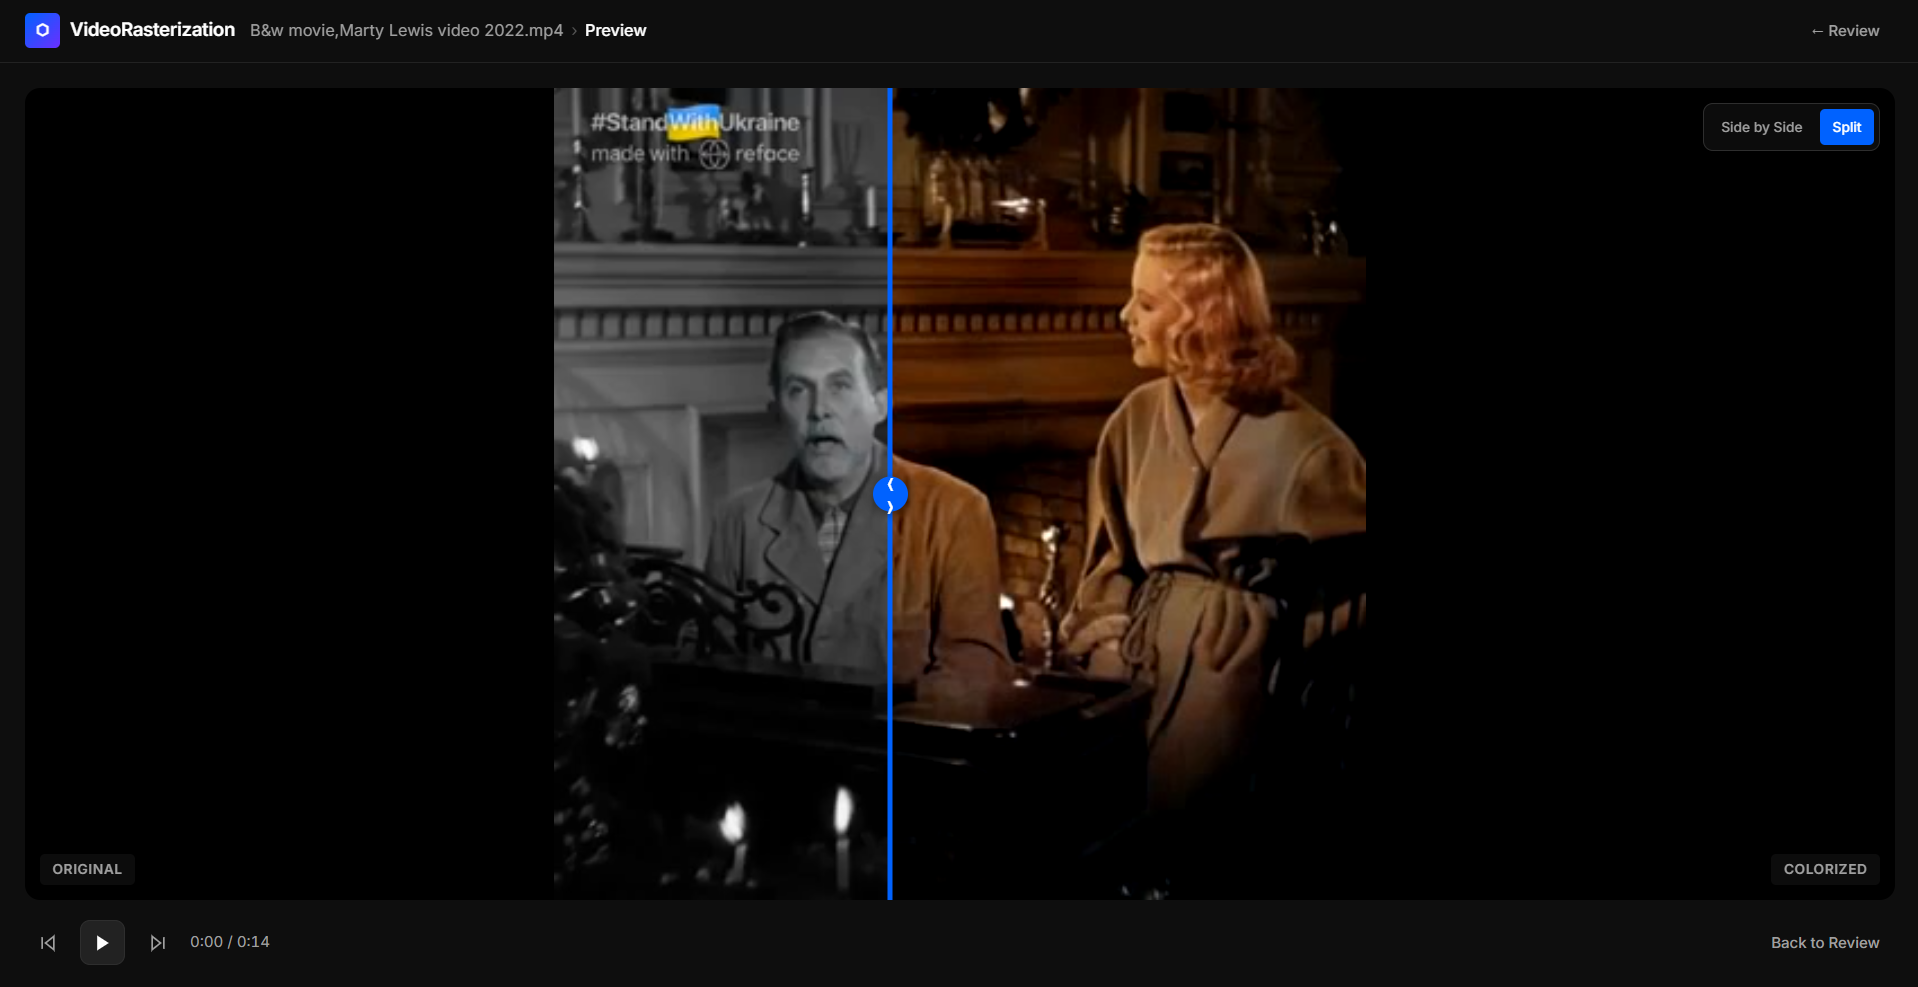 VideoRasterization B&w movie,Marty Lewis video 2022.mp4 › Preview
← Review
#StandWithUkraine
made with reface
Side by Side Split
ORIGINAL
COLORIZED
0:00 / 0:14
Back to Review